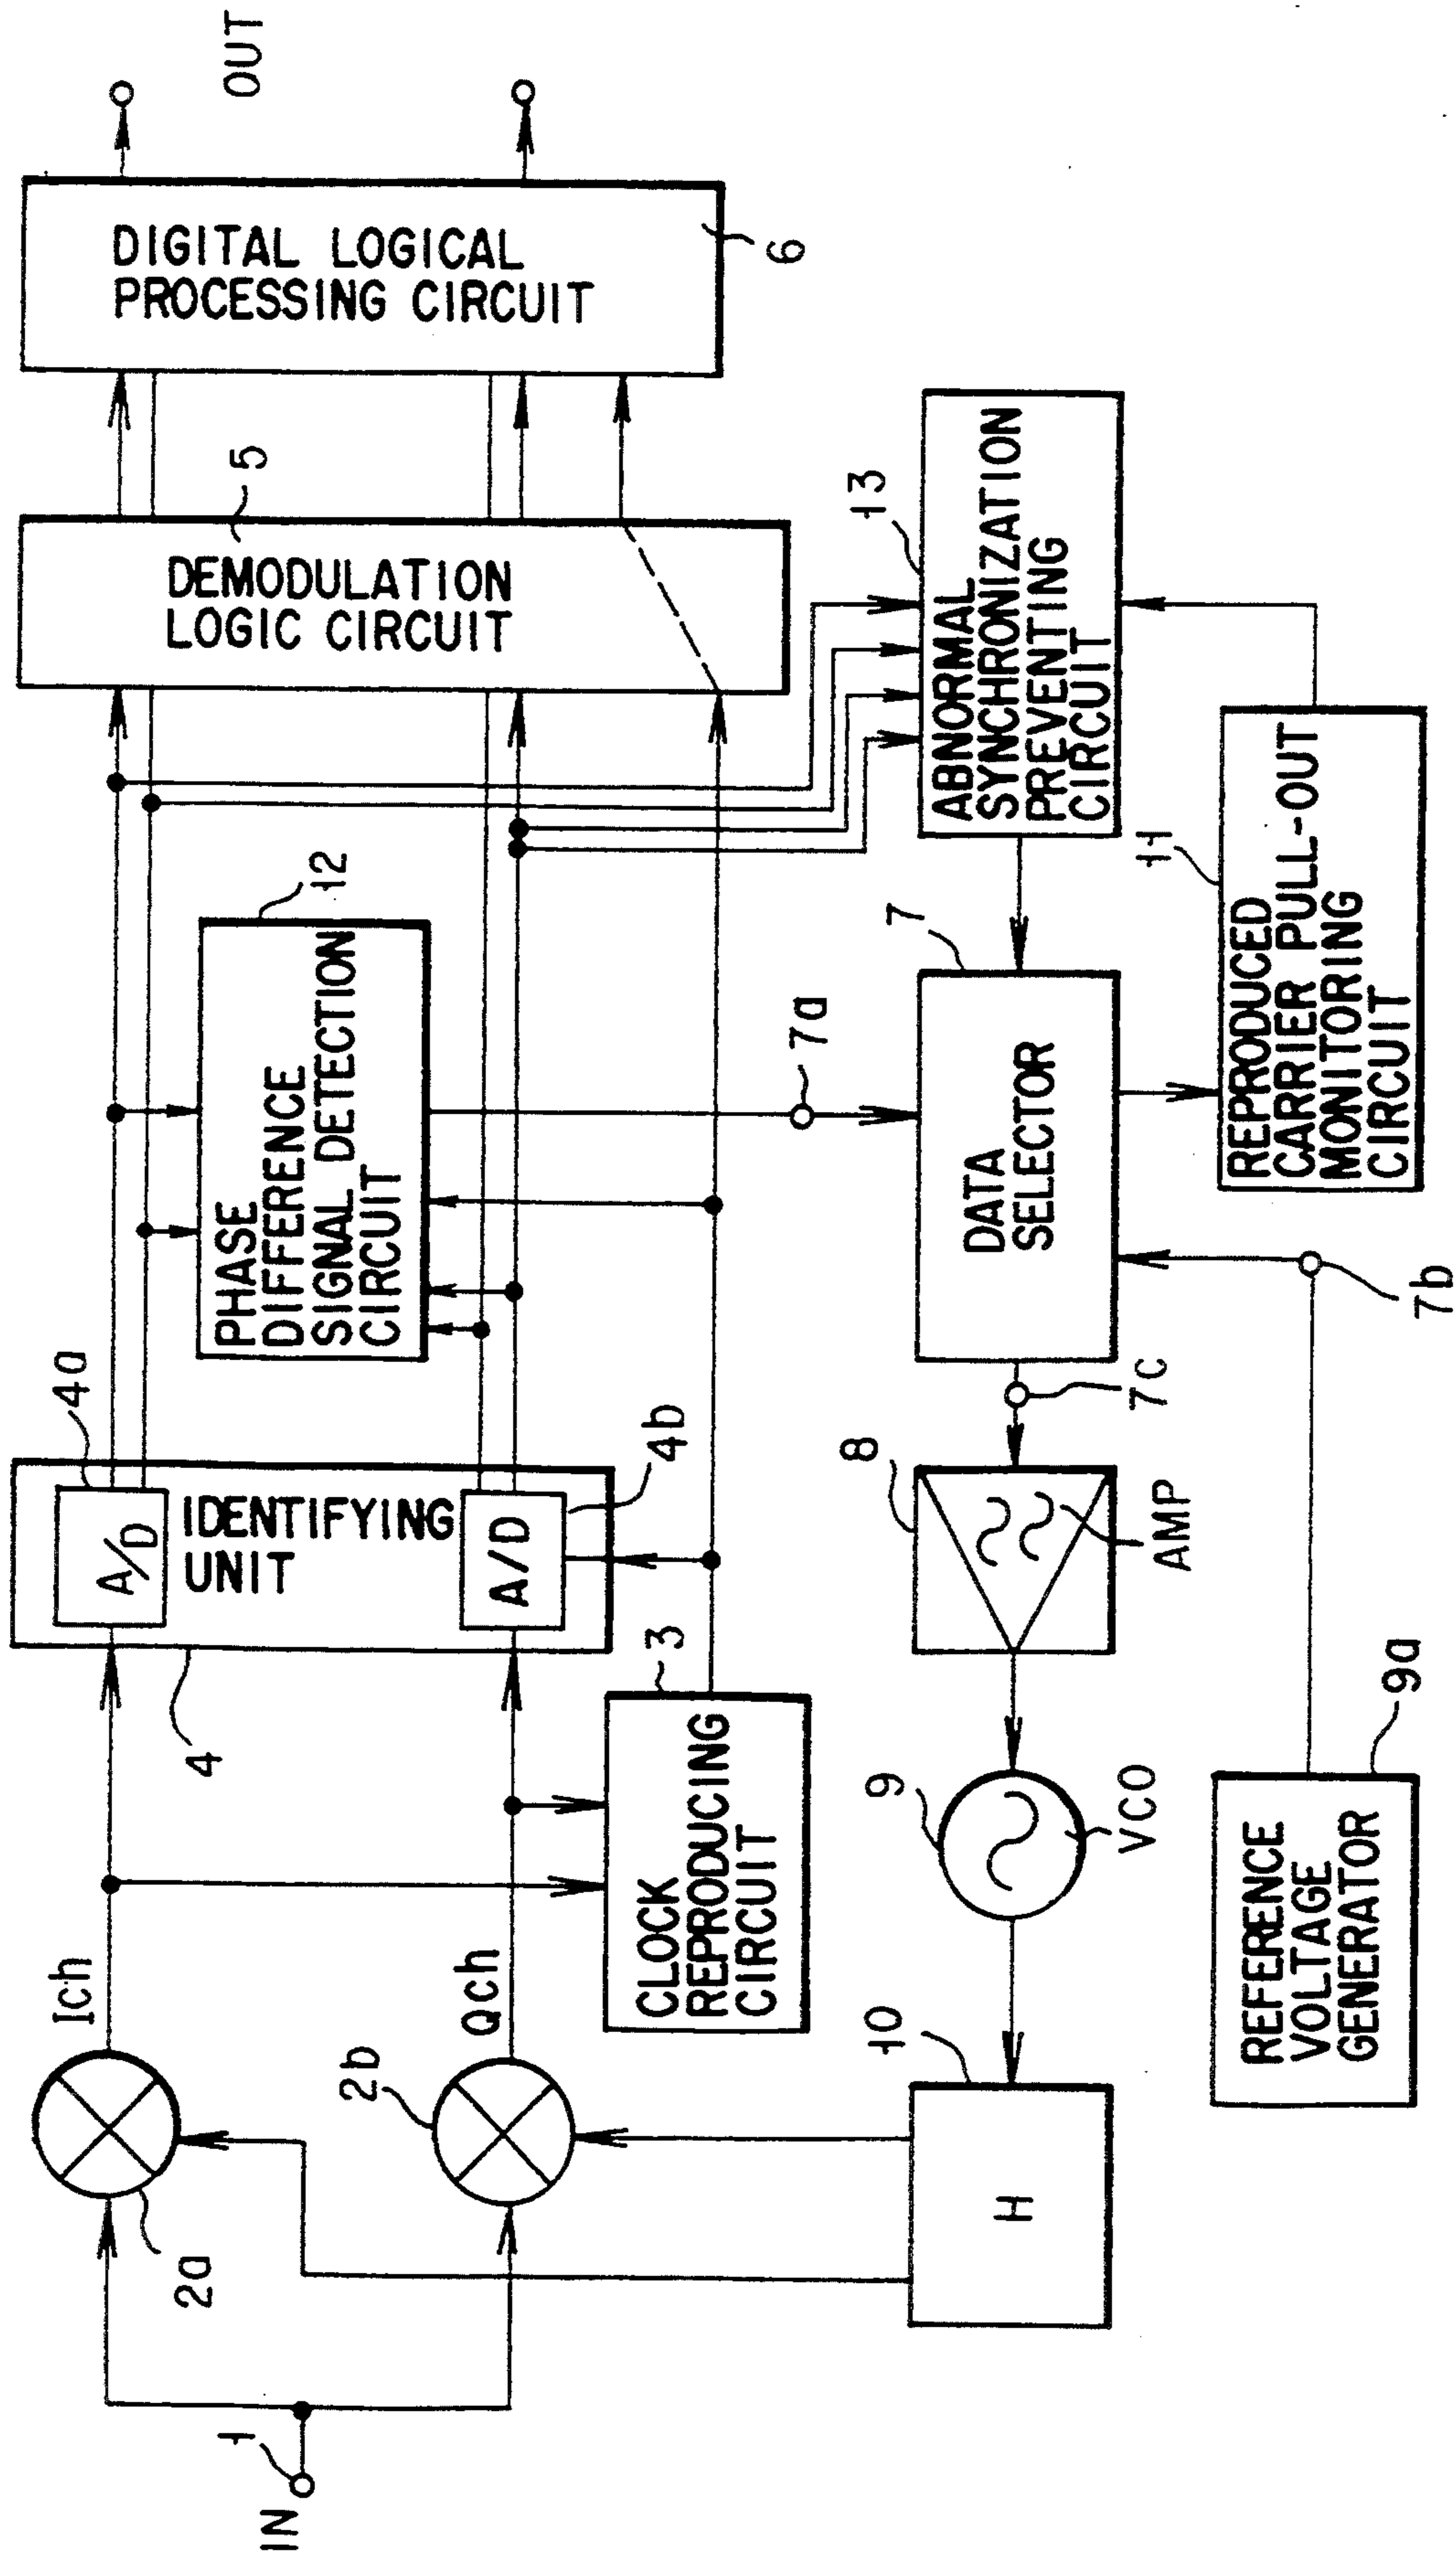 IN
1
2a
2b
Ich
Qch
4
4a
A/D
IDENTIFYING
UNIT
A/D
4b
3
CLOCK
REPRODUCING
CIRCUIT
12
PHASE
DIFFERENCE
SIGNAL DETECTION
CIRCUIT
5
DEMODULATION
LOGIC CIRCUIT
DIGITAL LOGICAL
PROCESSING CIRCUIT
6
OUT
10
H
9
VCO
8
AMP
7c
7
DATA
SELECTOR
7a
7b
13
ABNORMAL
SYNCHRONIZATION
PREVENTING
CIRCUIT
9a
REFERENCE
VOLTAGE
GENERATOR
11
REPRODUCED
CARRIER PULL-OUT
MONITORING
CIRCUIT